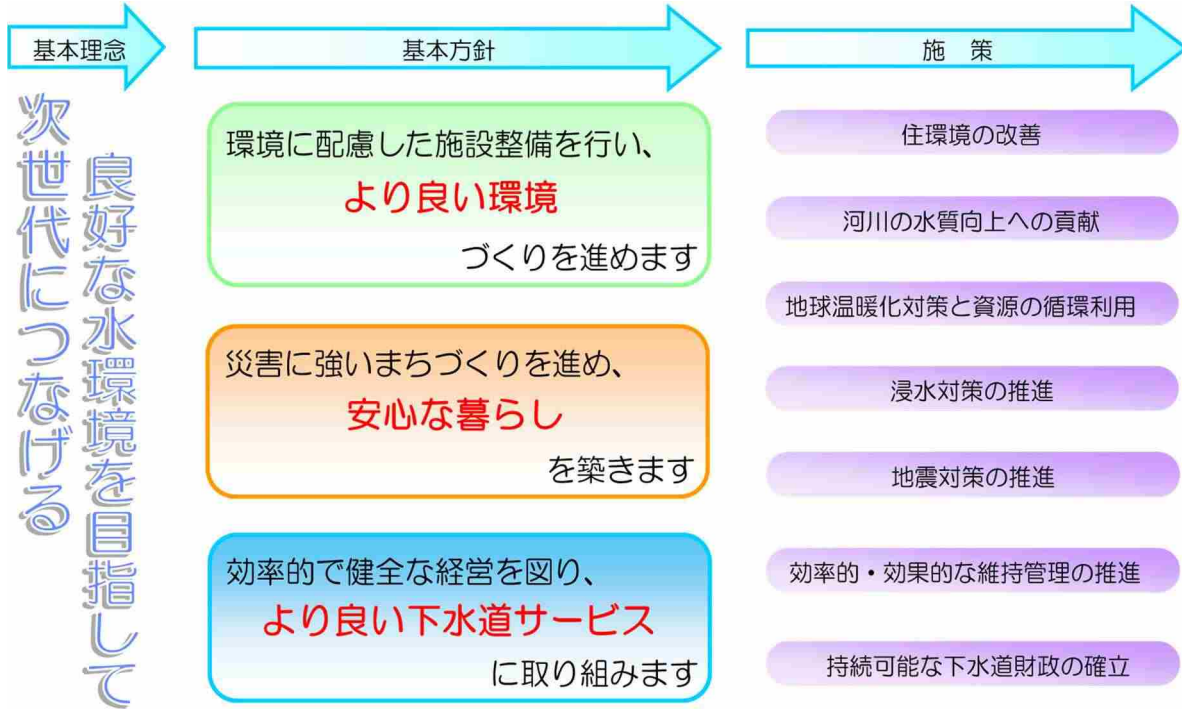 基本理念
基本方針
施 策
次世代につなげる
良好な水環境を目指して
環境に配慮した施設整備を行い、
より良い環境
づくりを進めます
災害に強いまちづくりを進め、
安心な暮らし
を築きます
効率的で健全な経営を図り、
より良い下水道サービス
に取り組みます
住環境の改善
河川の水質向上への貢献
地球温暖化対策と資源の循環利用
浸水対策の推進
地震対策の推進
効率的・効果的な維持管理の推進
持続可能な下水道財政の確立